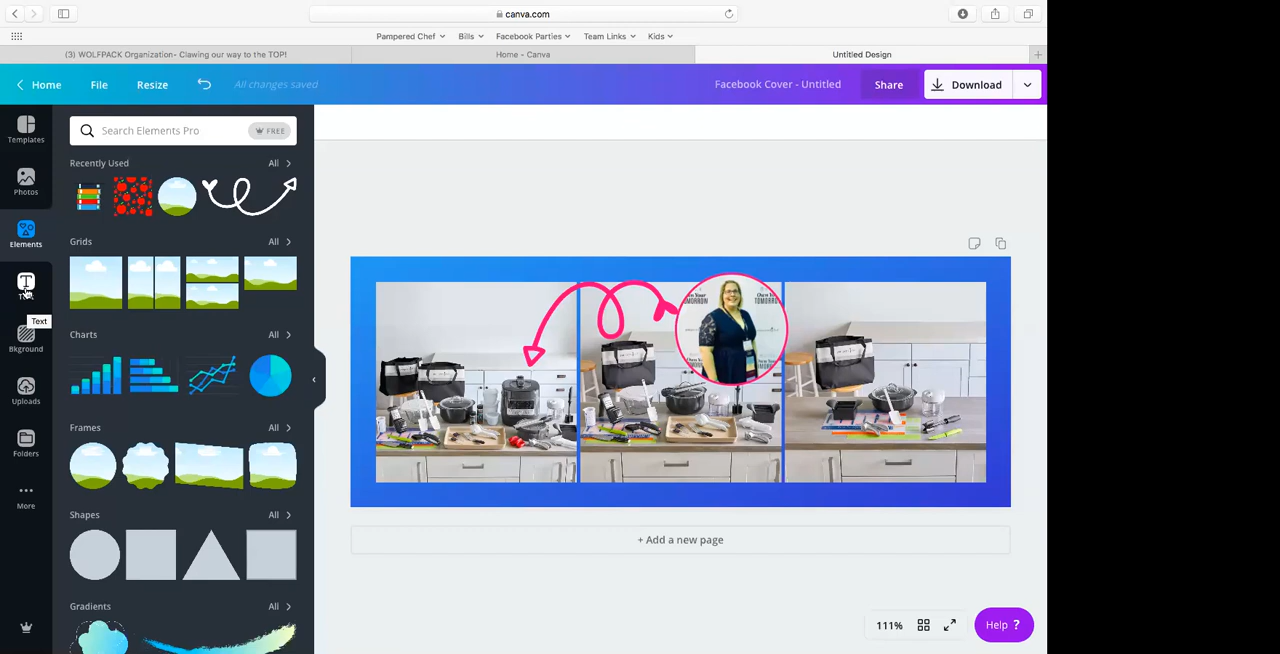 canva.com
Pampered Chef Bills Facebook Parties Team Links Kids
(3) WOLFPACK Organization- Clawing our way to the TOP! Home - Canva Untitled Design +
Home File Resize All changes saved Facebook Cover - Untitled Share Download
Templates
Photos
Elements
Text
Bkground
Uploads
Folders
More
Search Elements Pro FREE
Recently Used All
Grids All
Charts All
Frames All
Shapes All
Gradients All
TOMORROW
+ Add a new page
111% Help ?